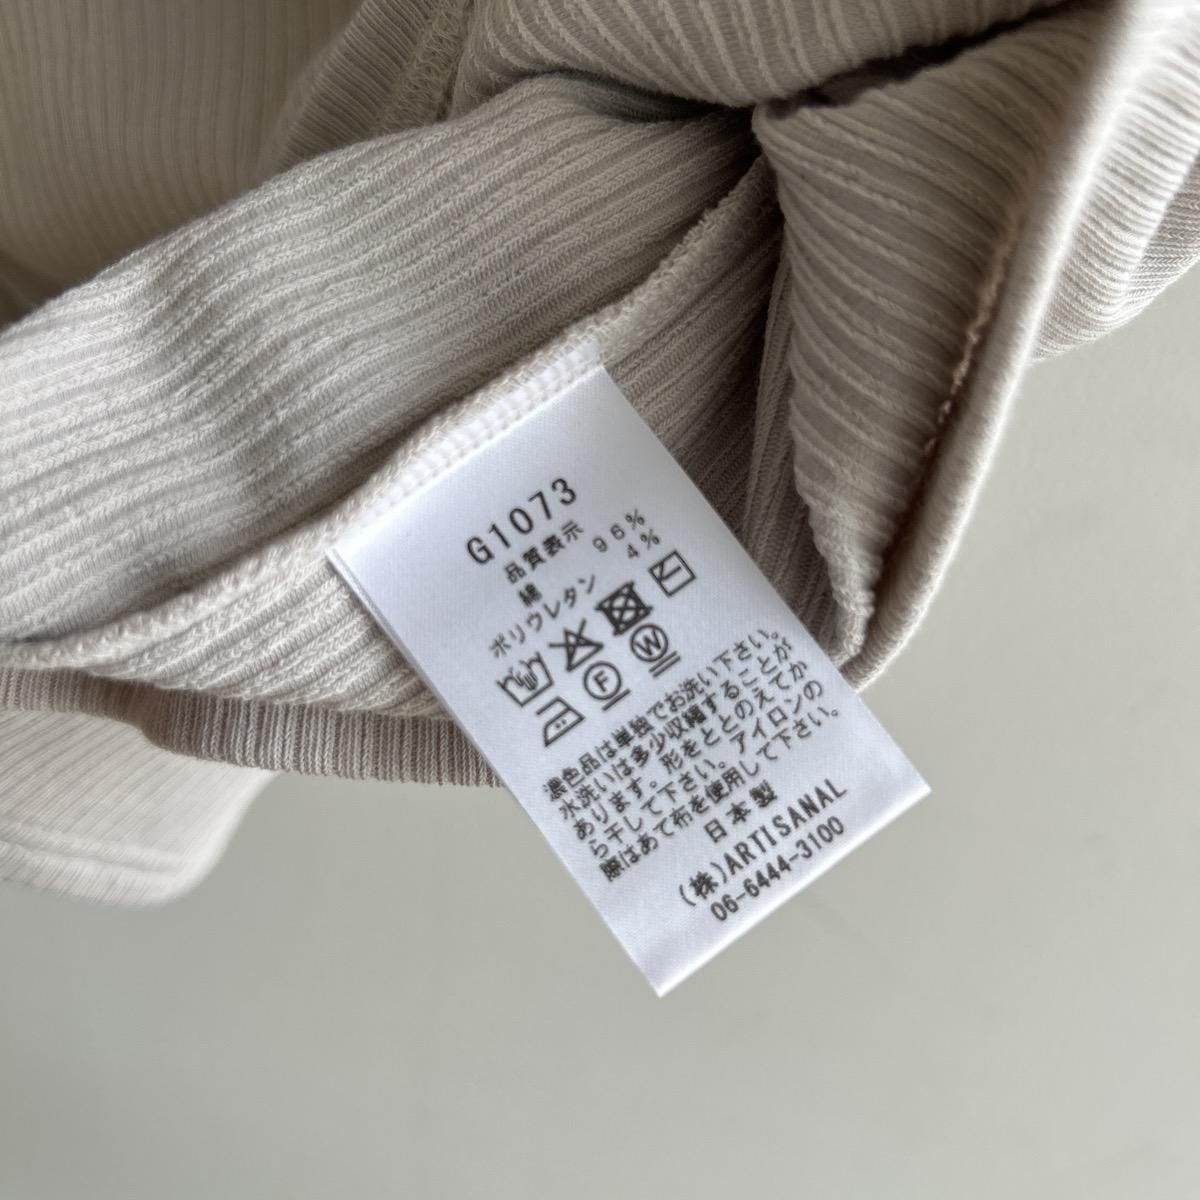 G1073
品質表示
綿 96%
ポリウレタン 4%
濃色品は単独でお洗い下さい。
水洗いは多少収縮することが
あります。形をととのえてか
ら干して下さい。アイロンの
際はあて布を使用して下さい。
日本製
(株)ARTISANAL
06-6444-3100